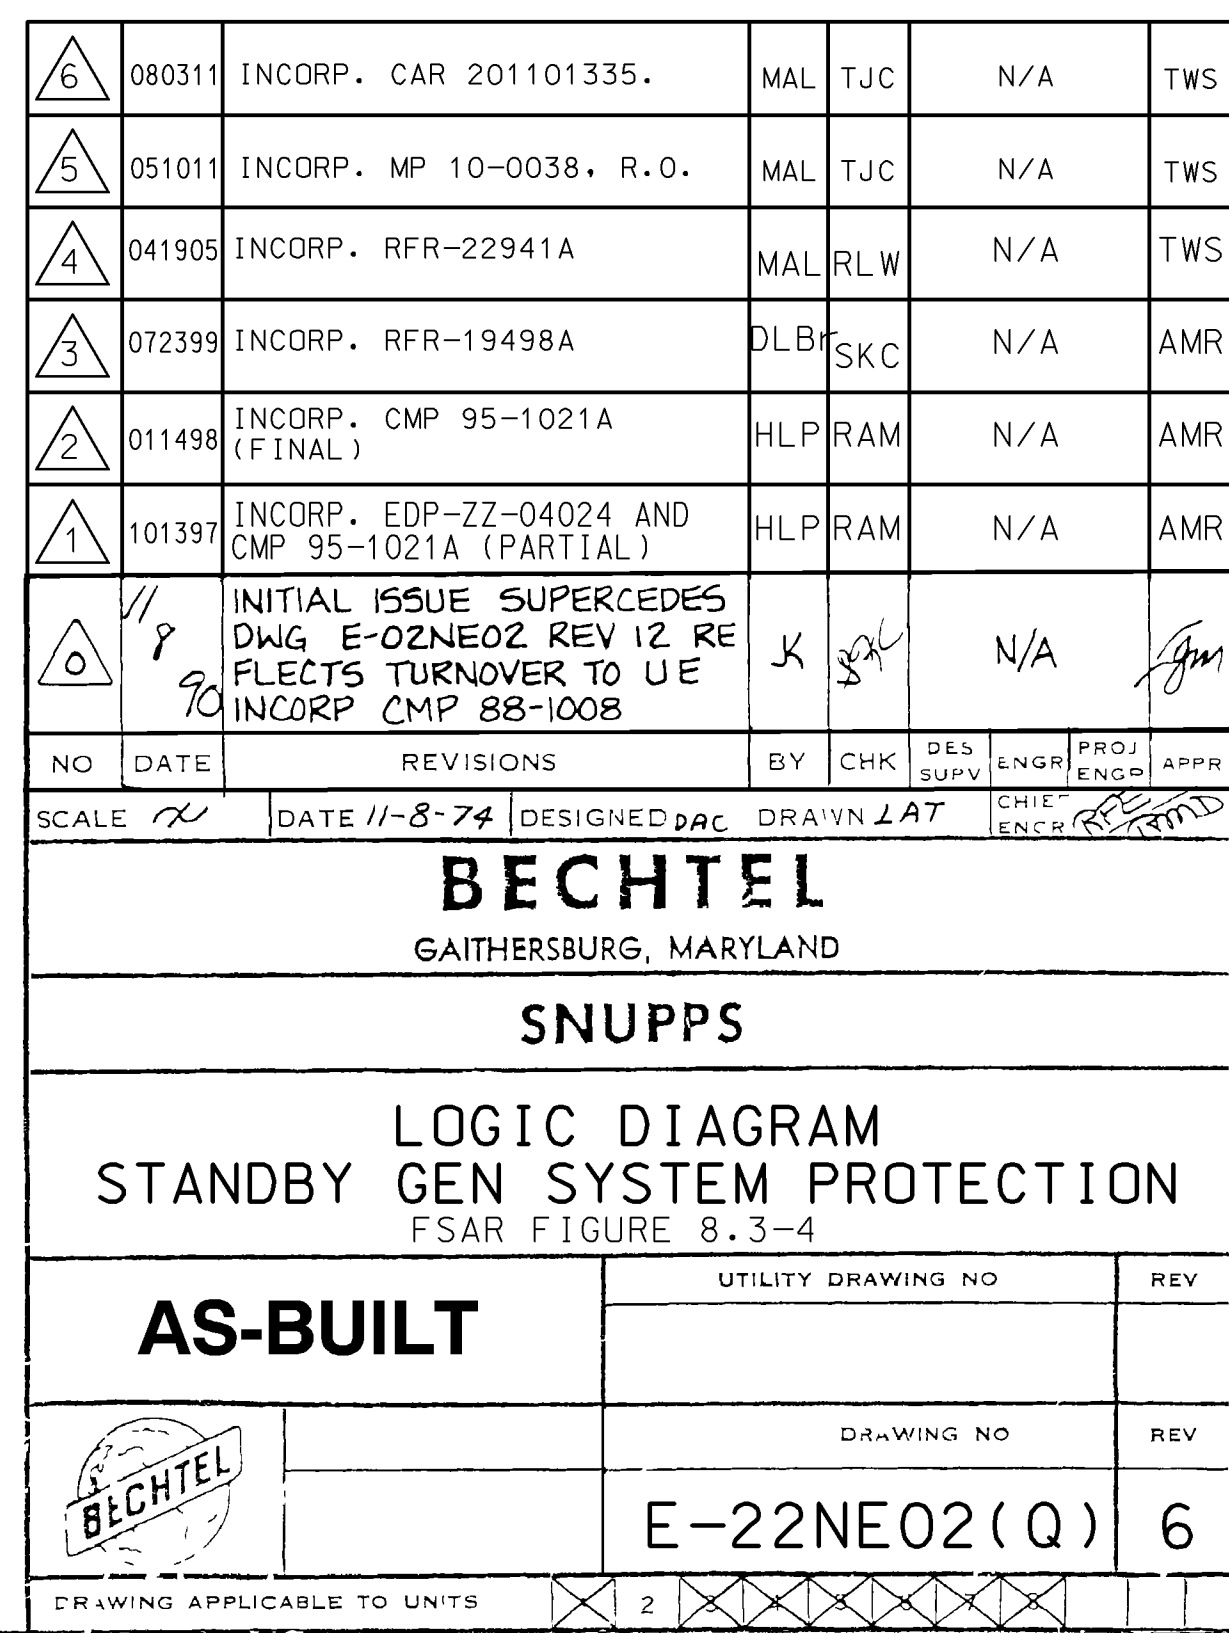 6 080311 INCORP. CAR 201101335. MAL TJC N/A TWS
5 051011 INCORP. MP 10-0038, R.O. MAL TJC N/A TWS
4 041905 INCORP. RFR-22941A MAL RLW N/A TWS
3 072399 INCORP. RFR-19498A DLBr SKC N/A AMR
2 011498 INCORP. CMP 95-1021A HLP RAM N/A AMR
(FINAL)
1 101397 INCORP. EDP-ZZ-04024 AND HLP RAM N/A AMR
CMP 95-1021A (PARTIAL)
0 11 8 90 INITIAL ISSUE SUPERCEDES
DWG E-02NE02 REV 12 RE
FLECTS TURNOVER TO UE
INCORP CMP 88-1008
N/A
NO DATE REVISIONS BY CHK DES SUPV ENGR PROJ ENGR APPR
SCALE DATE 11-8-74 DESIGNED DAC DRAWN LAT CHIEF ENGR
BECHTEL
GAITHERSBURG, MARYLAND
SNUPPS
LOGIC DIAGRAM
STANDBY GEN SYSTEM PROTECTION
FSAR FIGURE 8.3-4
AS-BUILT
UTILITY DRAWING NO REV
BECHTEL
DRAWING NO REV
E-22NE02(Q) 6
DRAWING APPLICABLE TO UNITS 2 3 4 5 6 7 8